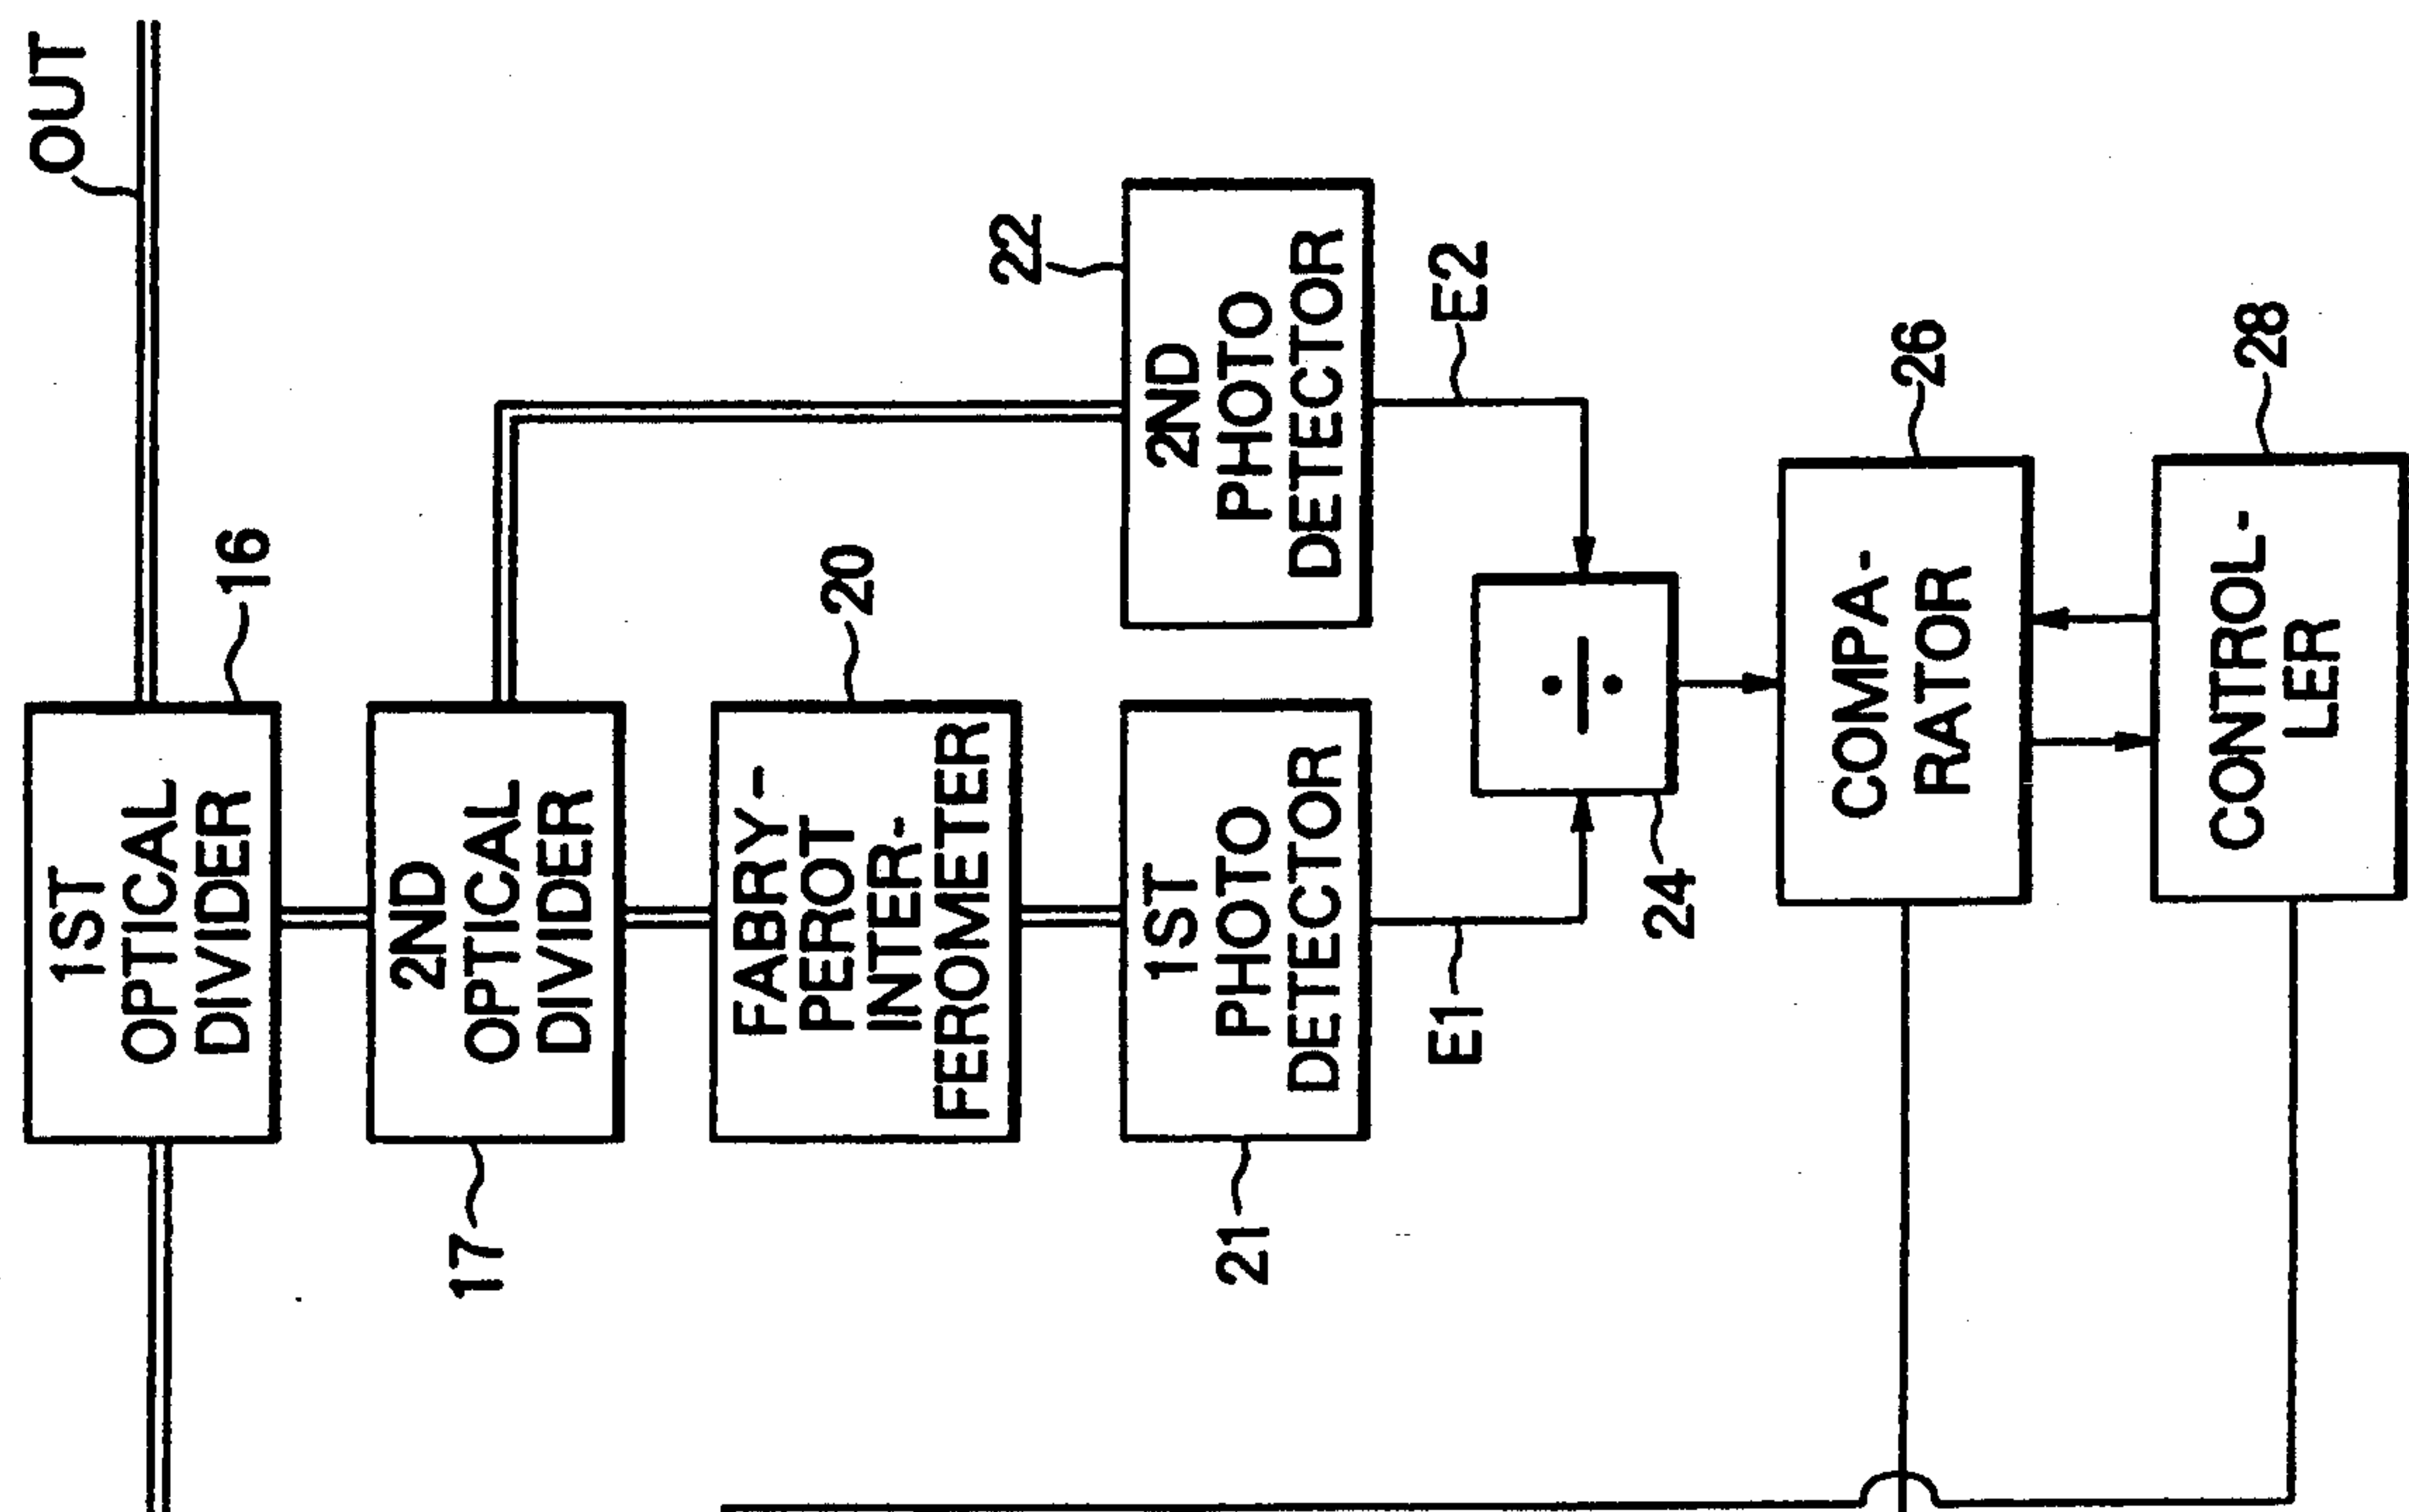 OUT
1ST
OPTICAL
DIVIDER
16
2ND
OPTICAL
DIVIDER
17
FABRY-
PEROT
INTER-
FEROMETER
20
1ST
PHOTO
DETECTOR
21
2ND
PHOTO
DETECTOR
22
E1
E2
÷
24
COMPA-
RATOR
26
CONTROL-
LER
28